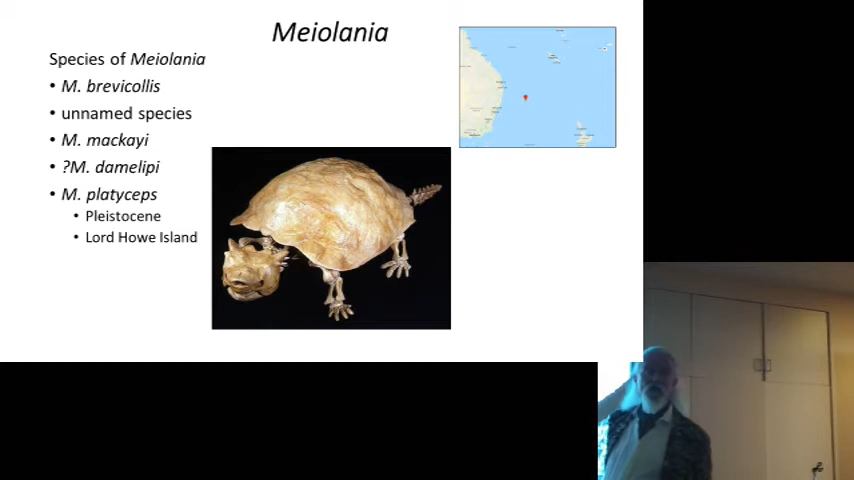 Meiolania
Species of Meiolania
• M. brevicollis
• unnamed species
• M. mackayi
• ?M. damelipi
• M. platyceps
• Pleistocene
• Lord Howe Island